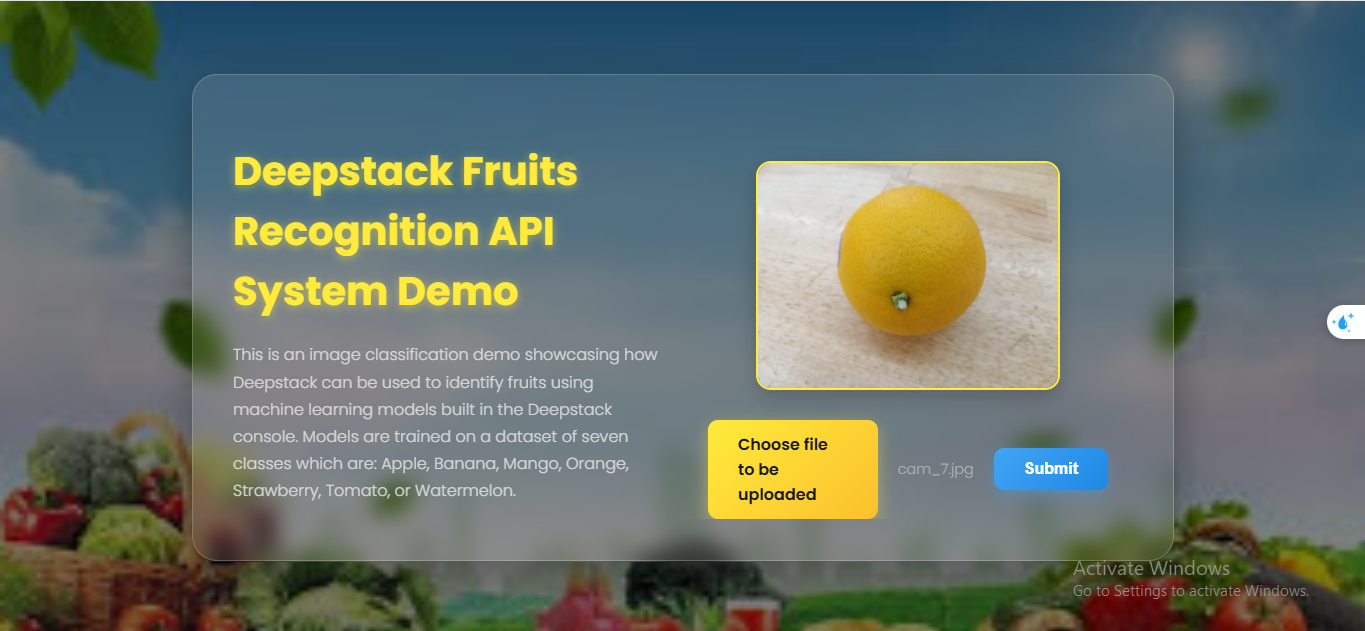 Deepstack Fruits
Recognition API
System Demo
This is an image classification demo showcasing how
Deepstack can be used to identify fruits using
machine learning models built in the Deepstack
console. Models are trained on a dataset of seven
classes which are: Apple, Banana, Mango, Orange,
Strawberry, Tomato, or Watermelon.
Choose file
to be
uploaded
cam_7.jpg
Submit
Activate Windows
Go to Settings to activate Windows.